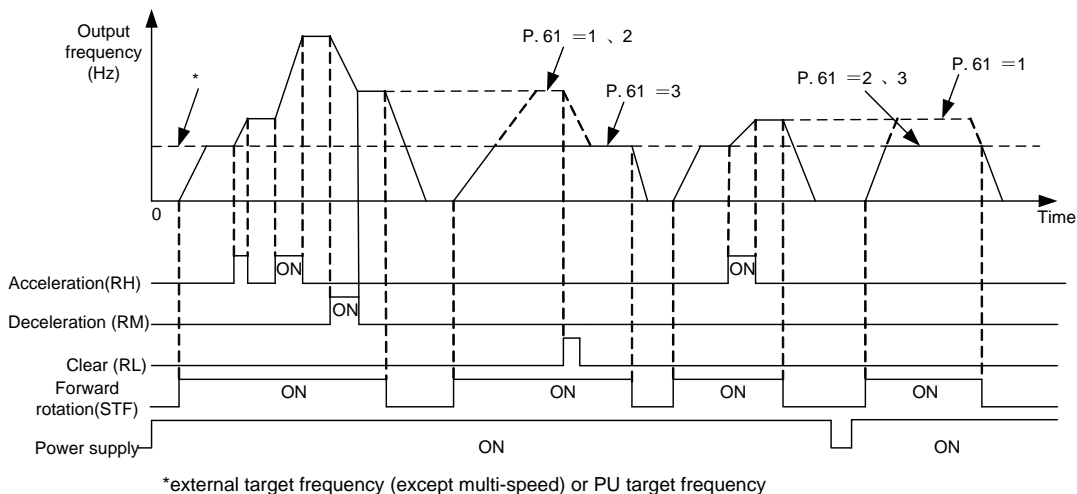 Output
frequency
(Hz)
*
P. 61 =1 、2
P. 61 =3
P. 61 =2 、3
P. 61 =1
0
Time
Acceleration(RH)
ON
ON
Deceleration (RM)
ON
Clear (RL)
Forward
rotation(STF)
ON
ON
ON
ON
Power supply
ON
ON
*external target frequency (except multi-speed) or PU target frequency